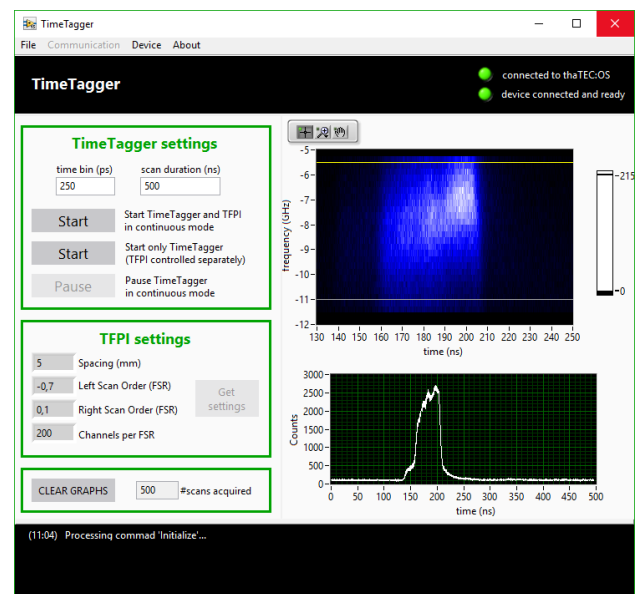 TimeTagger
File Communication Device About
TimeTagger
connected to thaTEC:OS
device connected and ready
TimeTagger settings
time bin (ps) scan duration (ns)
250 500
Start Start TimeTagger and TFPI
in continuous mode
Start Start only TimeTagger
(TFPI controlled separately)
Pause Pause TimeTagger
in continuous mode
TFPI settings
5 Spacing (mm)
-0,7 Left Scan Order (FSR)
0,1 Right Scan Order (FSR)
200 Channels per FSR
Get
settings
CLEAR GRAPHS 500 #scans acquired
frequency (GHz)
-5
-6
-7
-8
-9
-10
-11
-12
130 140 150 160 170 180 190 200 210 220 230 240 250
time (ns)
-215
-0
Counts
3000
2500
2000
1500
1000
500
0
0 50 100 150 200 250 300 350 400 450 500
time (ns)
(11:04) Processing commad 'Initialize'...